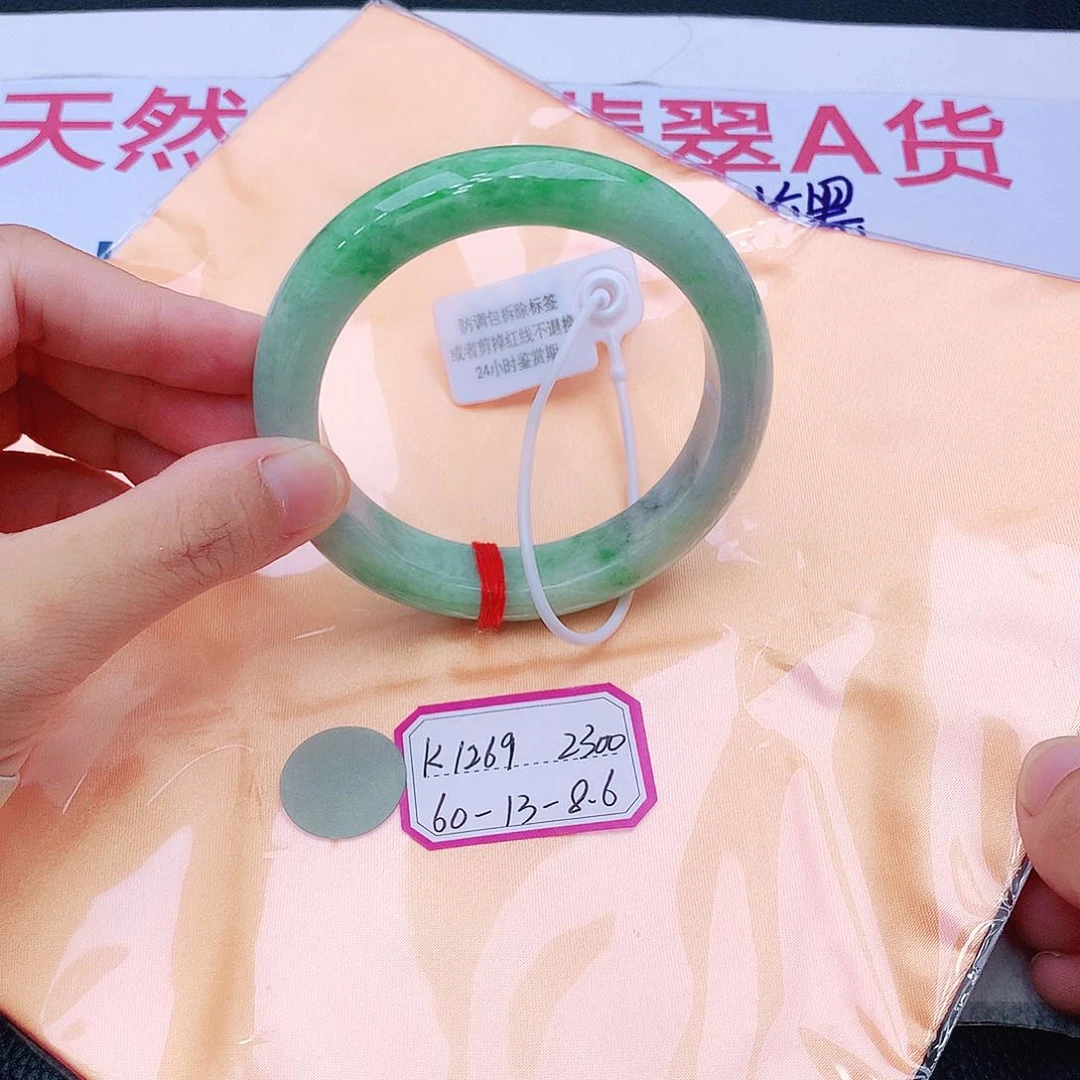 天然 翡翠A货
黑
防调包拆除标签
或者剪掉红线不退换
24小时鉴赏期
K1269 2300
60-13-8.6